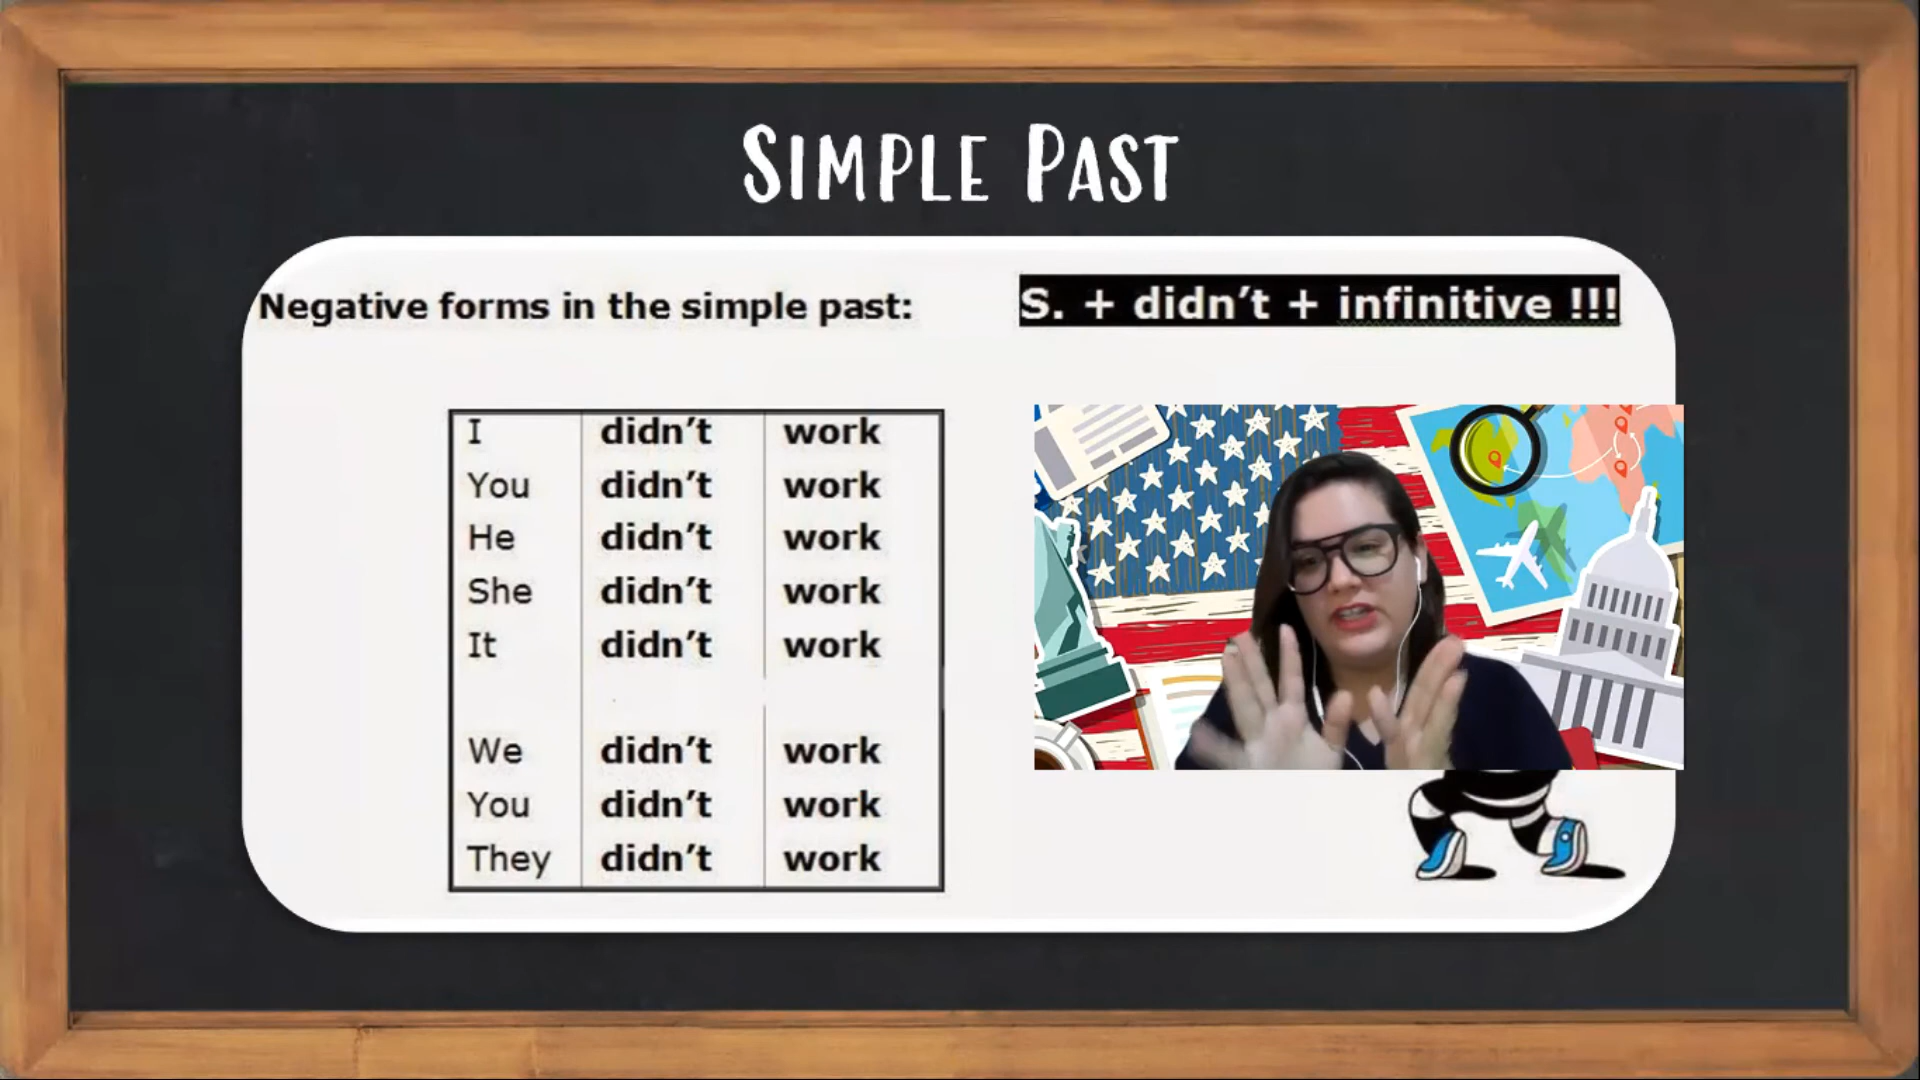 SIMPLE PAST
Negative forms in the simple past:
S. + didn't + infinitive !!!
I didn't work
You didn't work
He didn't work
She didn't work
It didn't work
We didn't work
You didn't work
They didn't work